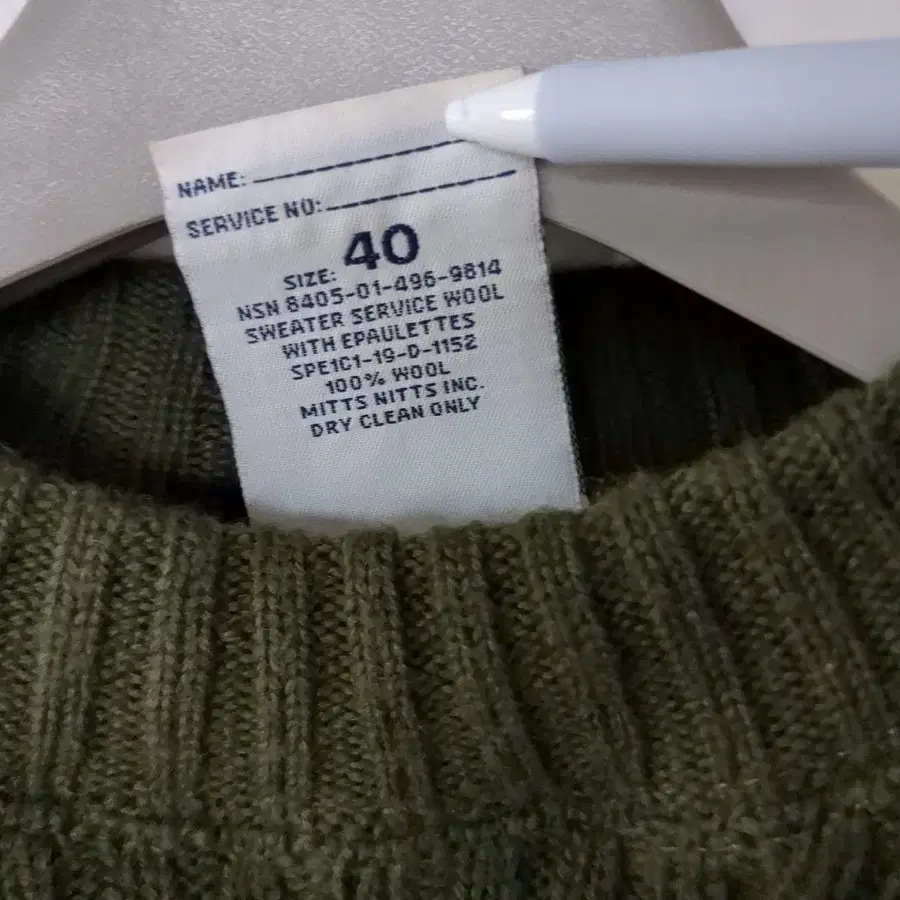 NAME:
SERVICE NO:
SIZE: 40
NSN 8405-01-496-9814
SWEATER SERVICE WOOL
WITH EPAULETTES
SPE1C1-19-D-1152
100% WOOL
MITTS NITTS INC.
DRY CLEAN ONLY